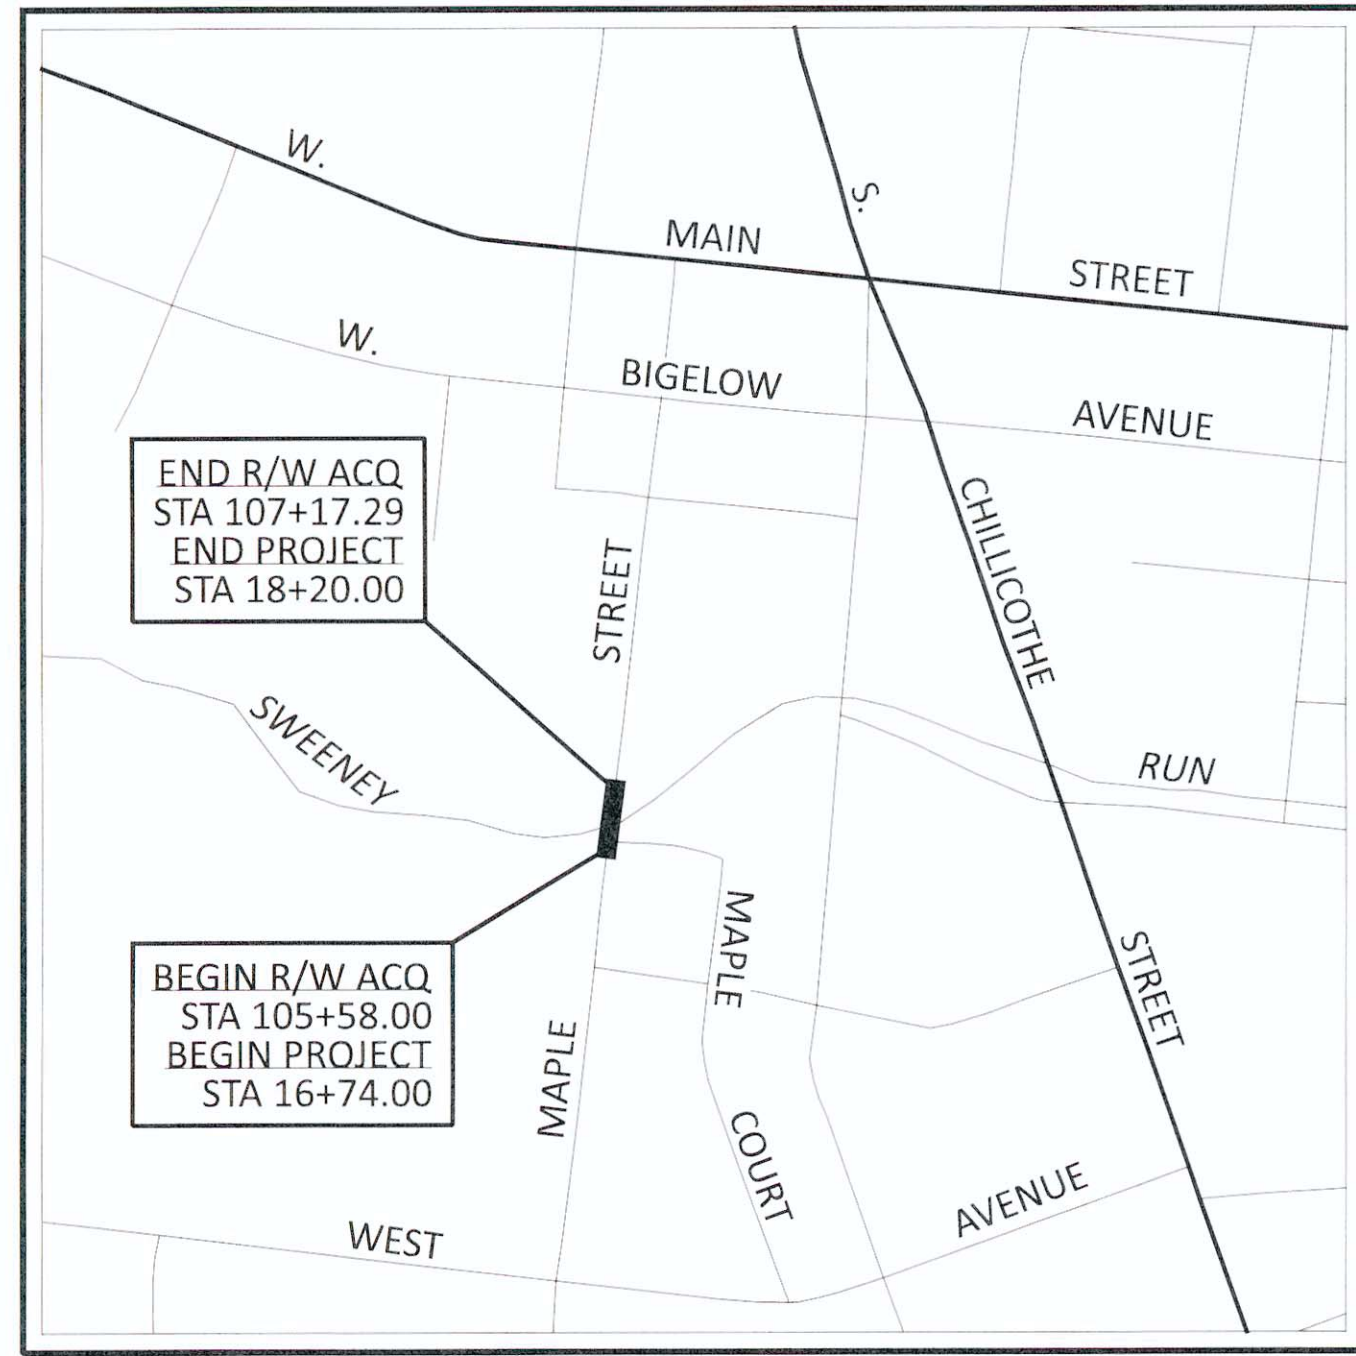 W. MAIN STREET
S. CHILLICOTHE STREET
W. BIGELOW AVENUE
END R/W ACQ
STA 107+17.29
END PROJECT
STA 18+20.00
MAPLE STREET
SWEENEY RUN
BEGIN R/W ACQ
STA 105+58.00
BEGIN PROJECT
STA 16+74.00
MAPLE COURT
WEST AVENUE